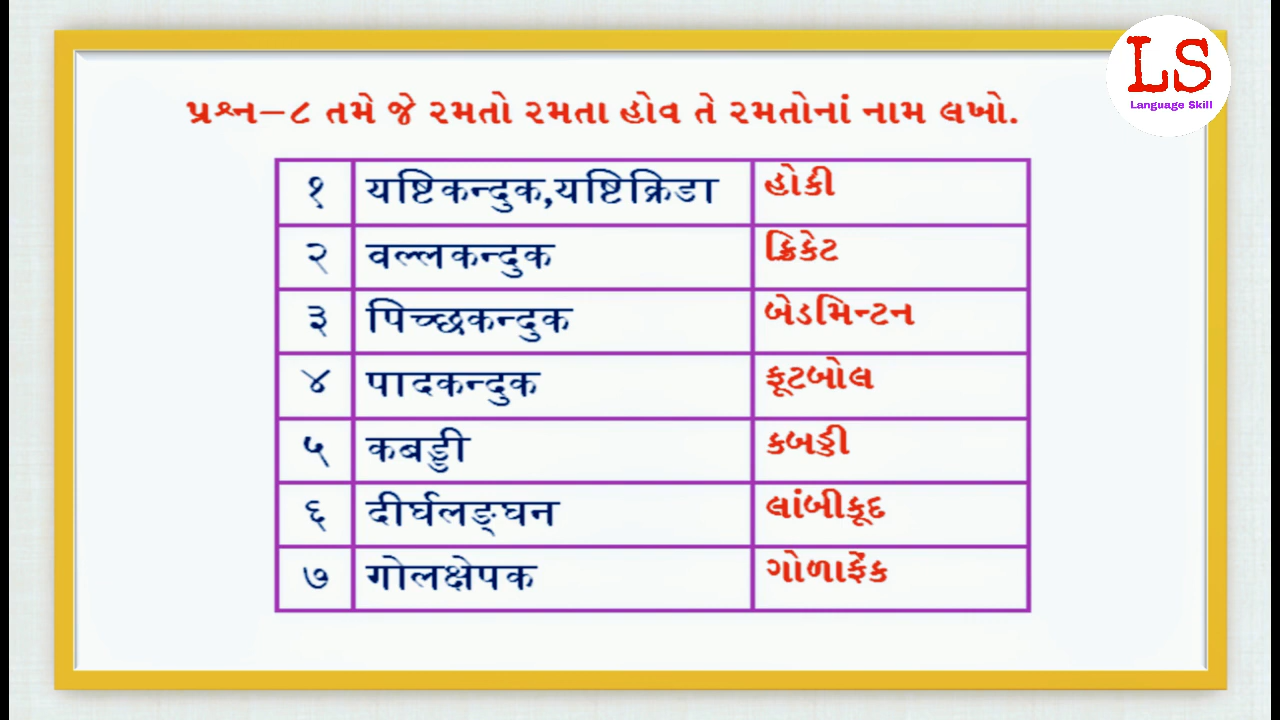 LS
Language Skill
પ્રશ્ન–૮ તમે જે રમતો રમતા હોવ તે રમતોનાં નામ લખો.
१ यष्टिकन्दुक,यष्टिक्रिडा હોકી
२ वल्लकन्दुक ક્રિકેટ
३ पिच्छकन्दुक બેડમિન્ટન
४ पादकन्दुक ફૂટબોલ
५ कबड्डी કબડ્ડી
६ दीर्घलङ्घन લાંબીકૂદ
७ गोलक्षेपक ગોળાફેંક